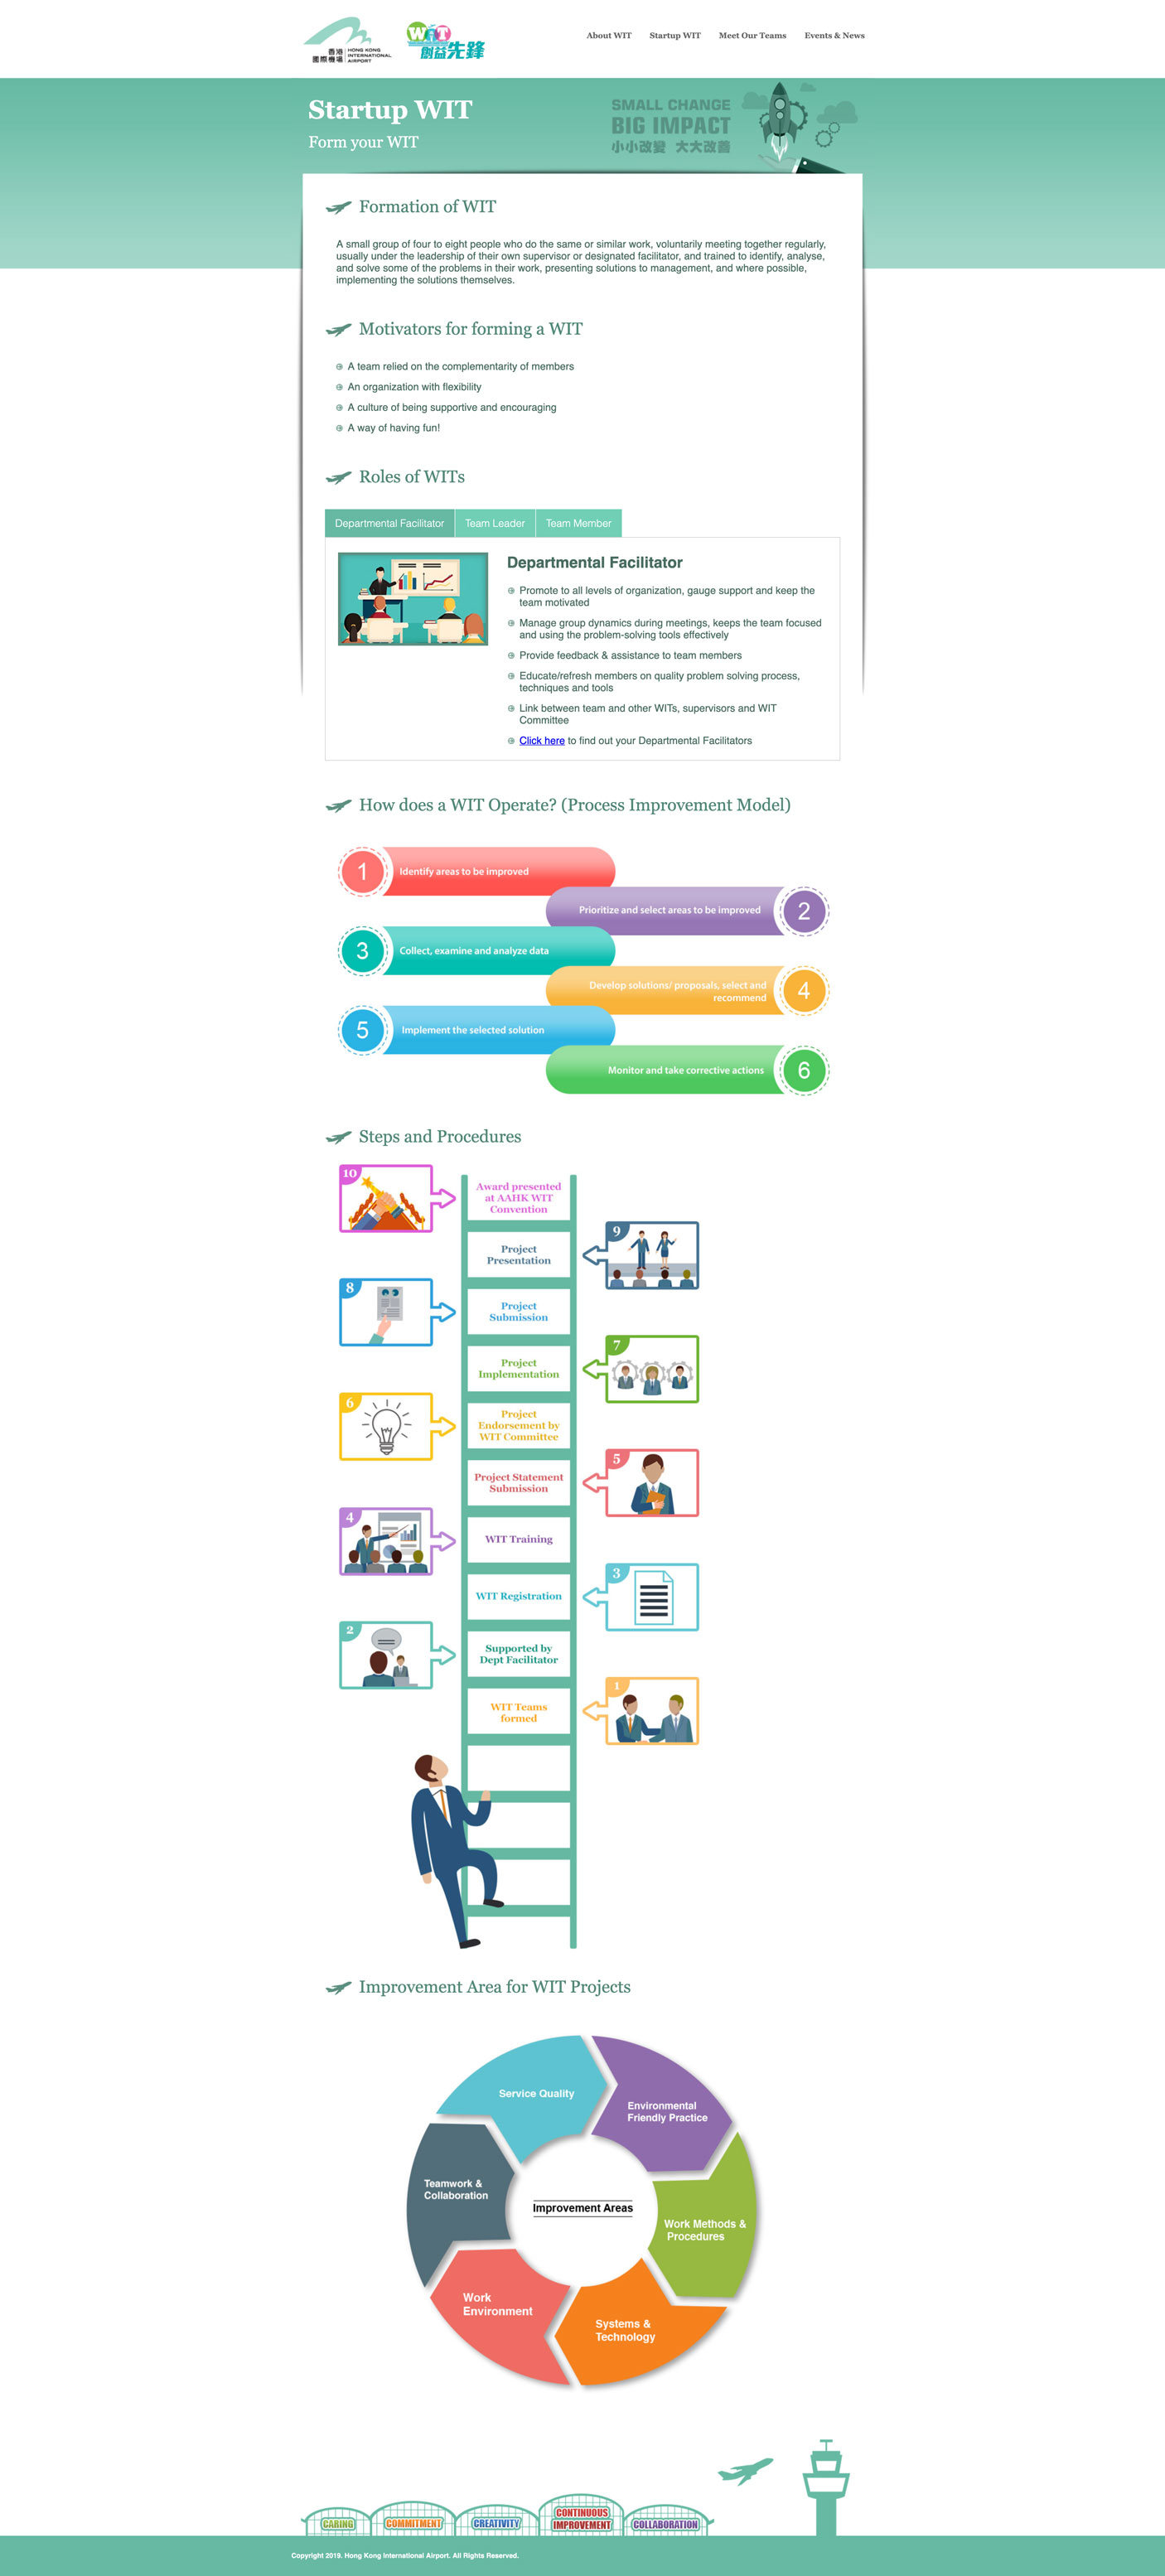 香港
國際機場
HONG KONG
INTERNATIONAL
AIRPORT
WiT
創益先鋒
About WIT
Startup WIT
Meet Our Teams
Events & News
Startup WIT
Form your WIT
SMALL CHANGE
BIG IMPACT
小小改變 大大改善
Formation of WIT
A small group of four to eight people who do the same or similar work, voluntarily meeting together regularly,
usually under the leadership of their own supervisor or designated facilitator, and trained to identify, analyse,
and solve some of the problems in their work, presenting solutions to management, and where possible,
implementing the solutions themselves.
Motivators for forming a WIT
A team relied on the complementarity of members
An organization with flexibility
A culture of being supportive and encouraging
A way of having fun!
Roles of WITs
Departmental Facilitator
Team Leader
Team Member
Departmental Facilitator
Promote to all levels of organization, gauge support and keep the
team motivated
Manage group dynamics during meetings, keeps the team focused
and using the problem-solving tools effectively
Provide feedback & assistance to team members
Educate/refresh members on quality problem solving process,
techniques and tools
Link between team and other WITs, supervisors and WIT
Committee
Click here to find out your Departmental Facilitators
How does a WIT Operate? (Process Improvement Model)
1
Identify areas to be improved
Prioritize and select areas to be improved
2
3
Collect, examine and analyze data
Develop solutions/ proposals, select and
recommend
4
5
Implement the selected solution
Monitor and take corrective actions
6
Steps and Procedures
10
Award presented
at AAHK WIT
Convention
9
Project
Presentation
8
Project
Submission
7
Project
Implementation
6
Project
Endorsement by
WIT Committee
5
Project Statement
Submission
4
WIT Training
3
WIT Registration
2
Supported by
Dept Facilitator
1
WIT Teams
formed
Improvement Area for WIT Projects
Service Quality
Environmental
Friendly Practice
Teamwork &
Collaboration
Improvement Areas
Work Methods &
Procedures
Work
Environment
Systems &
Technology
CARING
COMMITMENT
CREATIVITY
CONTINUOUS
IMPROVEMENT
COLLABORATION
Copyright 2019. Hong Kong International Airport. All Rights Reserved.